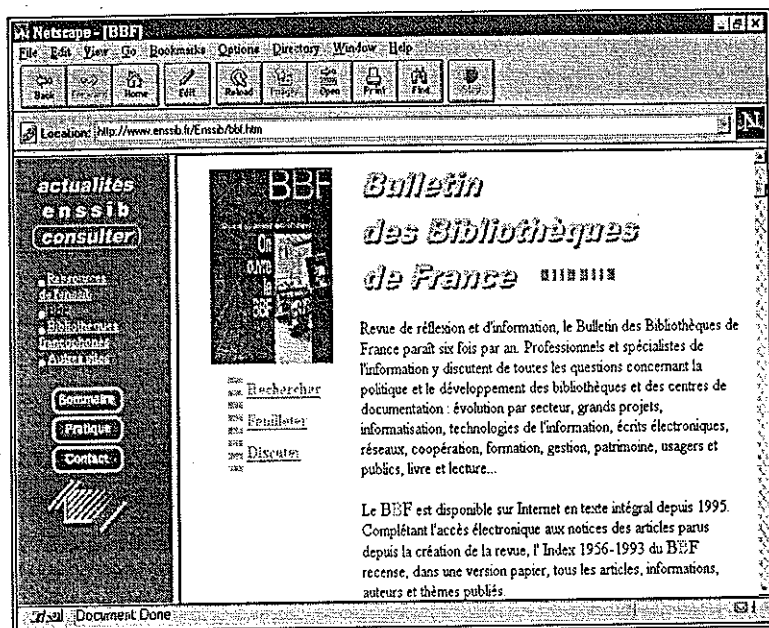 Netscape - [BBF]
File Edit View Go Bookmarks Options Directory Window Help
Back Forward Home Edit Reload Images Open Print Find Stop
Location: http://www.enssib.fr/Enssib/bbf.htm
actualités
enssib
consulter
Ressources
BBF
Bibliothèques
francophones
Autres sites
Sommaire
Pratique
Contact
BBF
On
ouvre
la
BBF
Rechercher
Feuilleter
Discuter
Bulletin
des Bibliothèques
de France
Revue de réflexion et d'information, le Bulletin des Bibliothèques de
France paraît six fois par an. Professionnels et spécialistes de
l'information y discutent de toutes les questions concernant la
politique et le développement des bibliothèques et des centres de
documentation : évolution par secteur, grands projets,
informatisation, technologies de l'information, écrits électroniques,
réseaux, coopération, formation, gestion, patrimoine, usagers et
publics, livre et lecture...
Le BBF est disponible sur Internet en texte intégral depuis 1995.
Complétant l'accès électronique aux notices des articles parus
depuis la création de la revue, l' Index 1956-1993 du BBF
recense, dans une version papier, tous les articles, informations,
auteurs et thèmes publiés.
Document Done